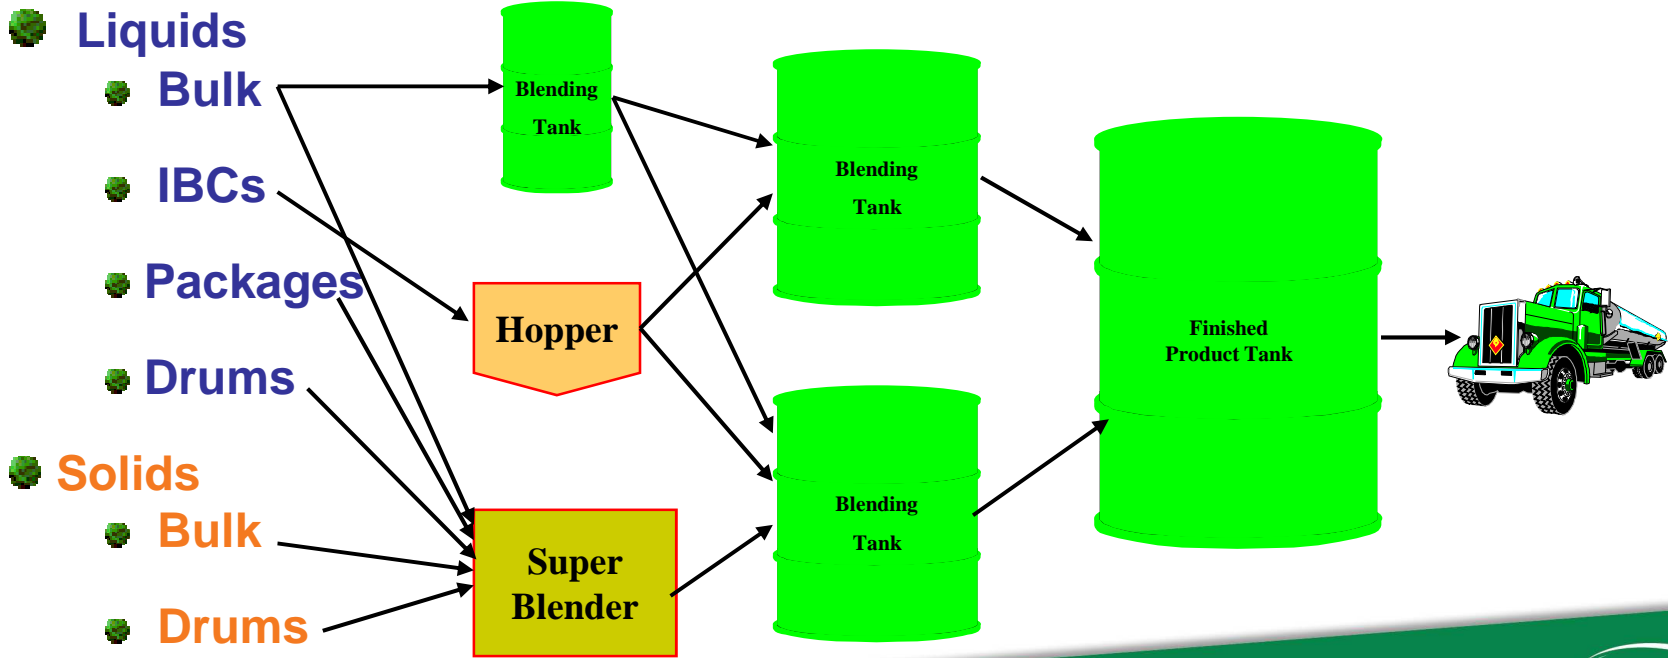 Liquids
Bulk
IBCs
Packages
Drums
Solids
Bulk
Drums
Blending
Tank
Hopper
Super
Blender
Blending
Tank
Blending
Tank
Finished
Product Tank